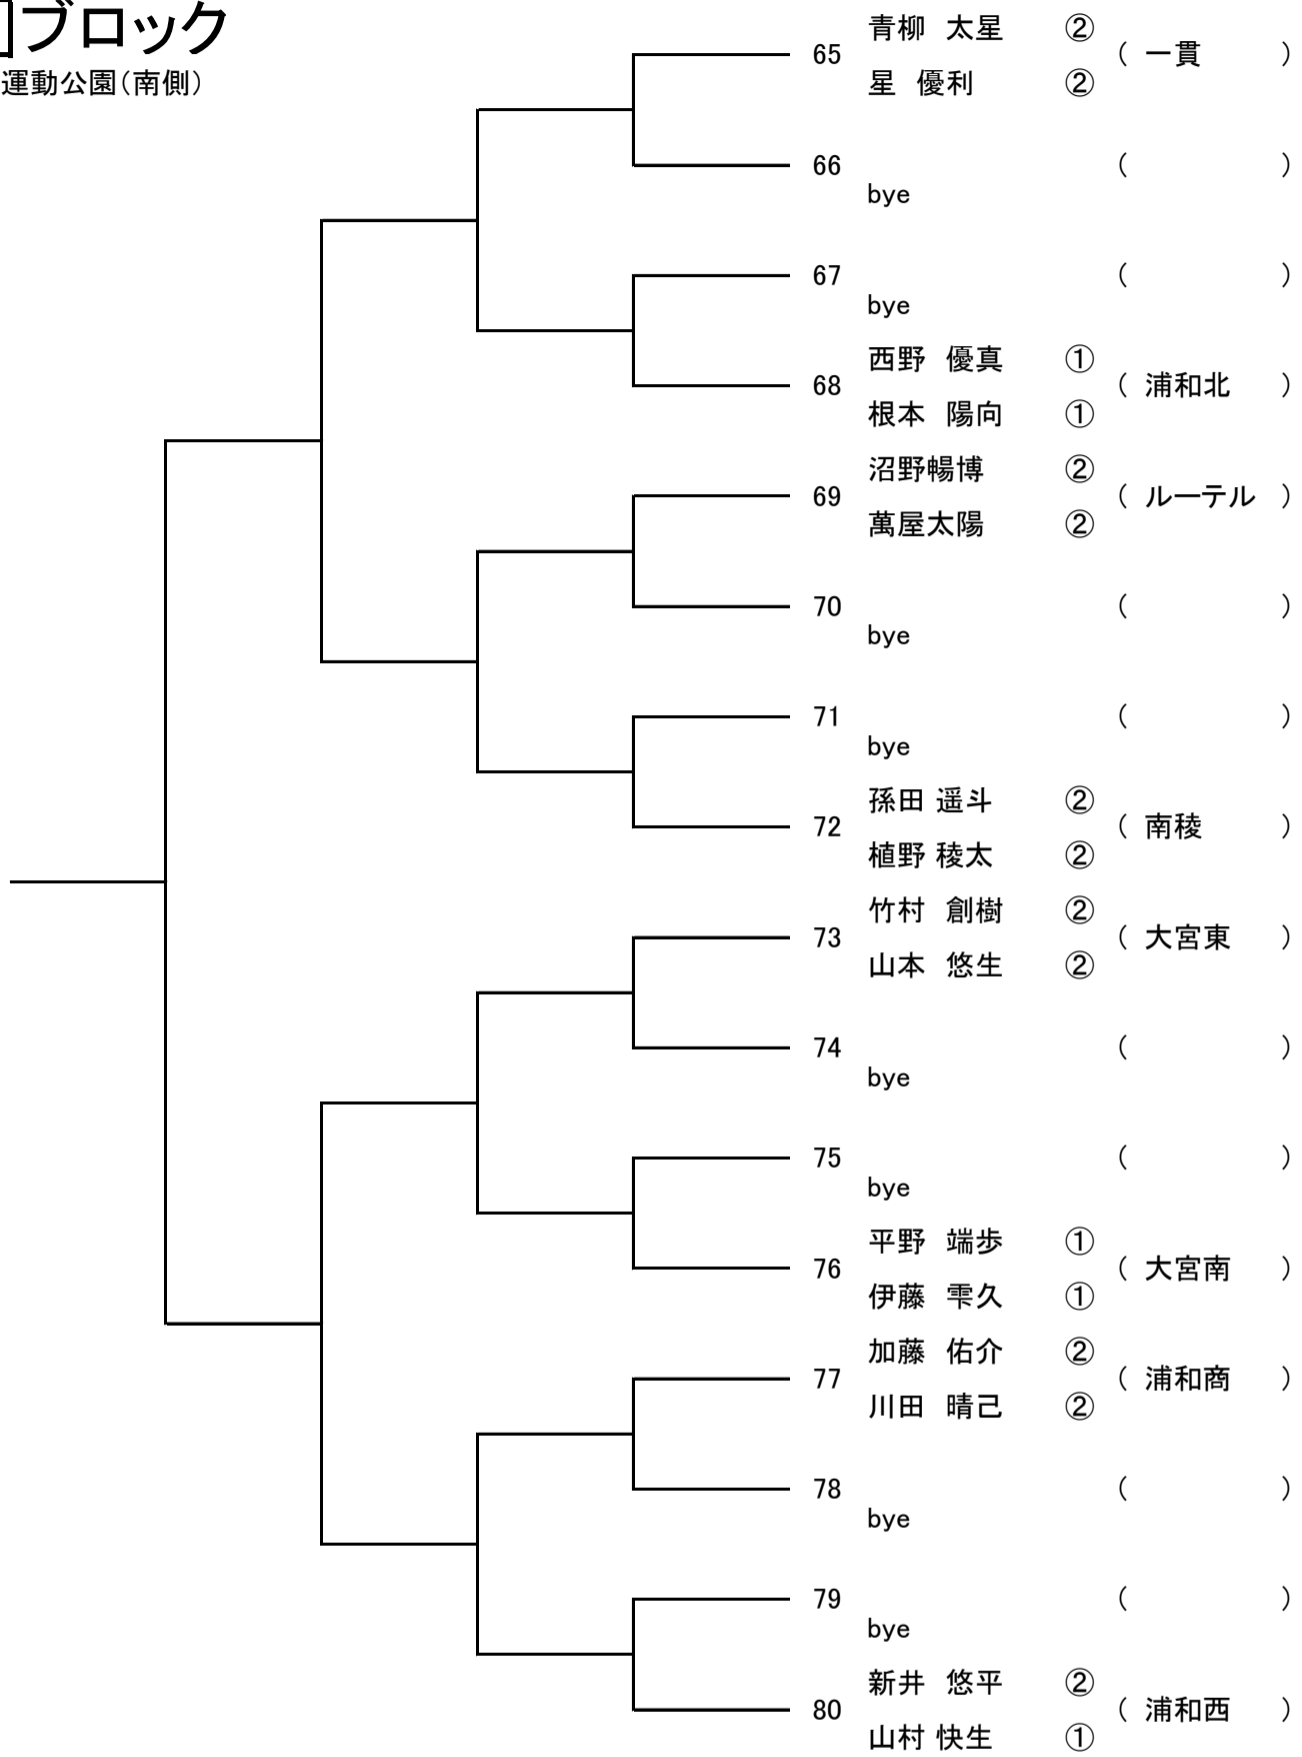 ブロック
運動公園(南側)
青柳 太星 ②
65 ( 一貫 )
星 優利 ②
66 ( )
bye
67 ( )
bye
西野 優真 ①
68 ( 浦和北 )
根本 陽向 ①
沼野暢博 ②
69 ( ルーテル )
萬屋太陽 ②
70 ( )
bye
71 ( )
bye
孫田 遥斗 ②
72 ( 南稜 )
植野 稜太 ②
竹村 創樹 ②
73 ( 大宮東 )
山本 悠生 ②
74 ( )
bye
75 ( )
bye
平野 端歩 ①
76 ( 大宮南 )
伊藤 雫久 ①
加藤 佑介 ②
77 ( 浦和商 )
川田 晴己 ②
78 ( )
bye
79 ( )
bye
新井 悠平 ②
80 ( 浦和西 )
山村 快生 ①